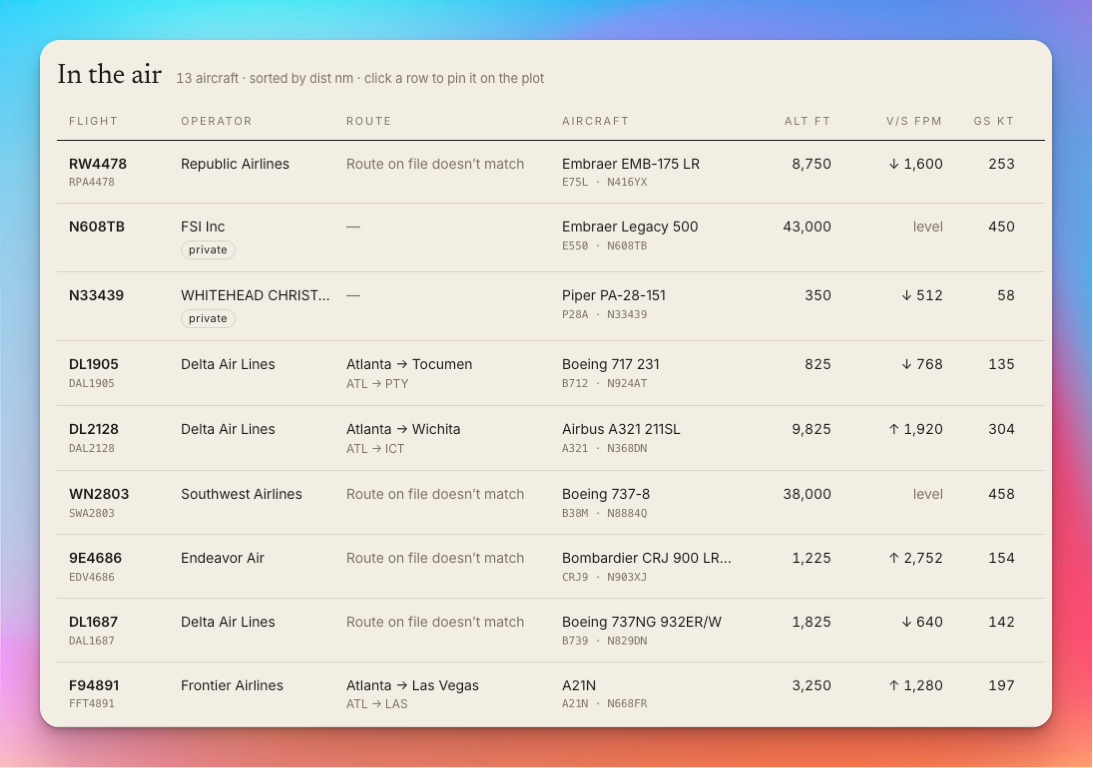 In the air 13 aircraft · sorted by dist nm · click a row to pin it on the plot
FLIGHT OPERATOR ROUTE AIRCRAFT ALT FT V/S FPM GS KT
RW4478 Republic Airlines Route on file doesn’t match Embraer EMB-175 LR 8,750 ↓ 1,600 253
RPA4478 E75L · N416YX
N608TB FSI Inc — Embraer Legacy 500 43,000 level 450
private E550 · N608TB
N33439 WHITEHEAD CHRIST… — Piper PA-28-151 350 ↓ 512 58
private P28A · N33439
DL1905 Delta Air Lines Atlanta → Tocumen Boeing 717 231 825 ↓ 768 135
DAL1905 ATL → PTY B712 · N924AT
DL2128 Delta Air Lines Atlanta → Wichita Airbus A321 211SL 9,825 ↑ 1,920 304
DAL2128 ATL → ICT A321 · N368DN
WN2803 Southwest Airlines Route on file doesn’t match Boeing 737-8 38,000 level 458
SWA2803 B38M · N8884Q
9E4686 Endeavor Air Route on file doesn’t match Bombardier CRJ 900 LR… 1,225 ↑ 2,752 154
EDV4686 CRJ9 · N903XJ
DL1687 Delta Air Lines Route on file doesn’t match Boeing 737NG 932ER/W 1,825 ↓ 640 142
DAL1687 B739 · N829DN
F94891 Frontier Airlines Atlanta → Las Vegas A21N 3,250 ↑ 1,280 197
FFT4891 ATL → LAS A21N · N668FR